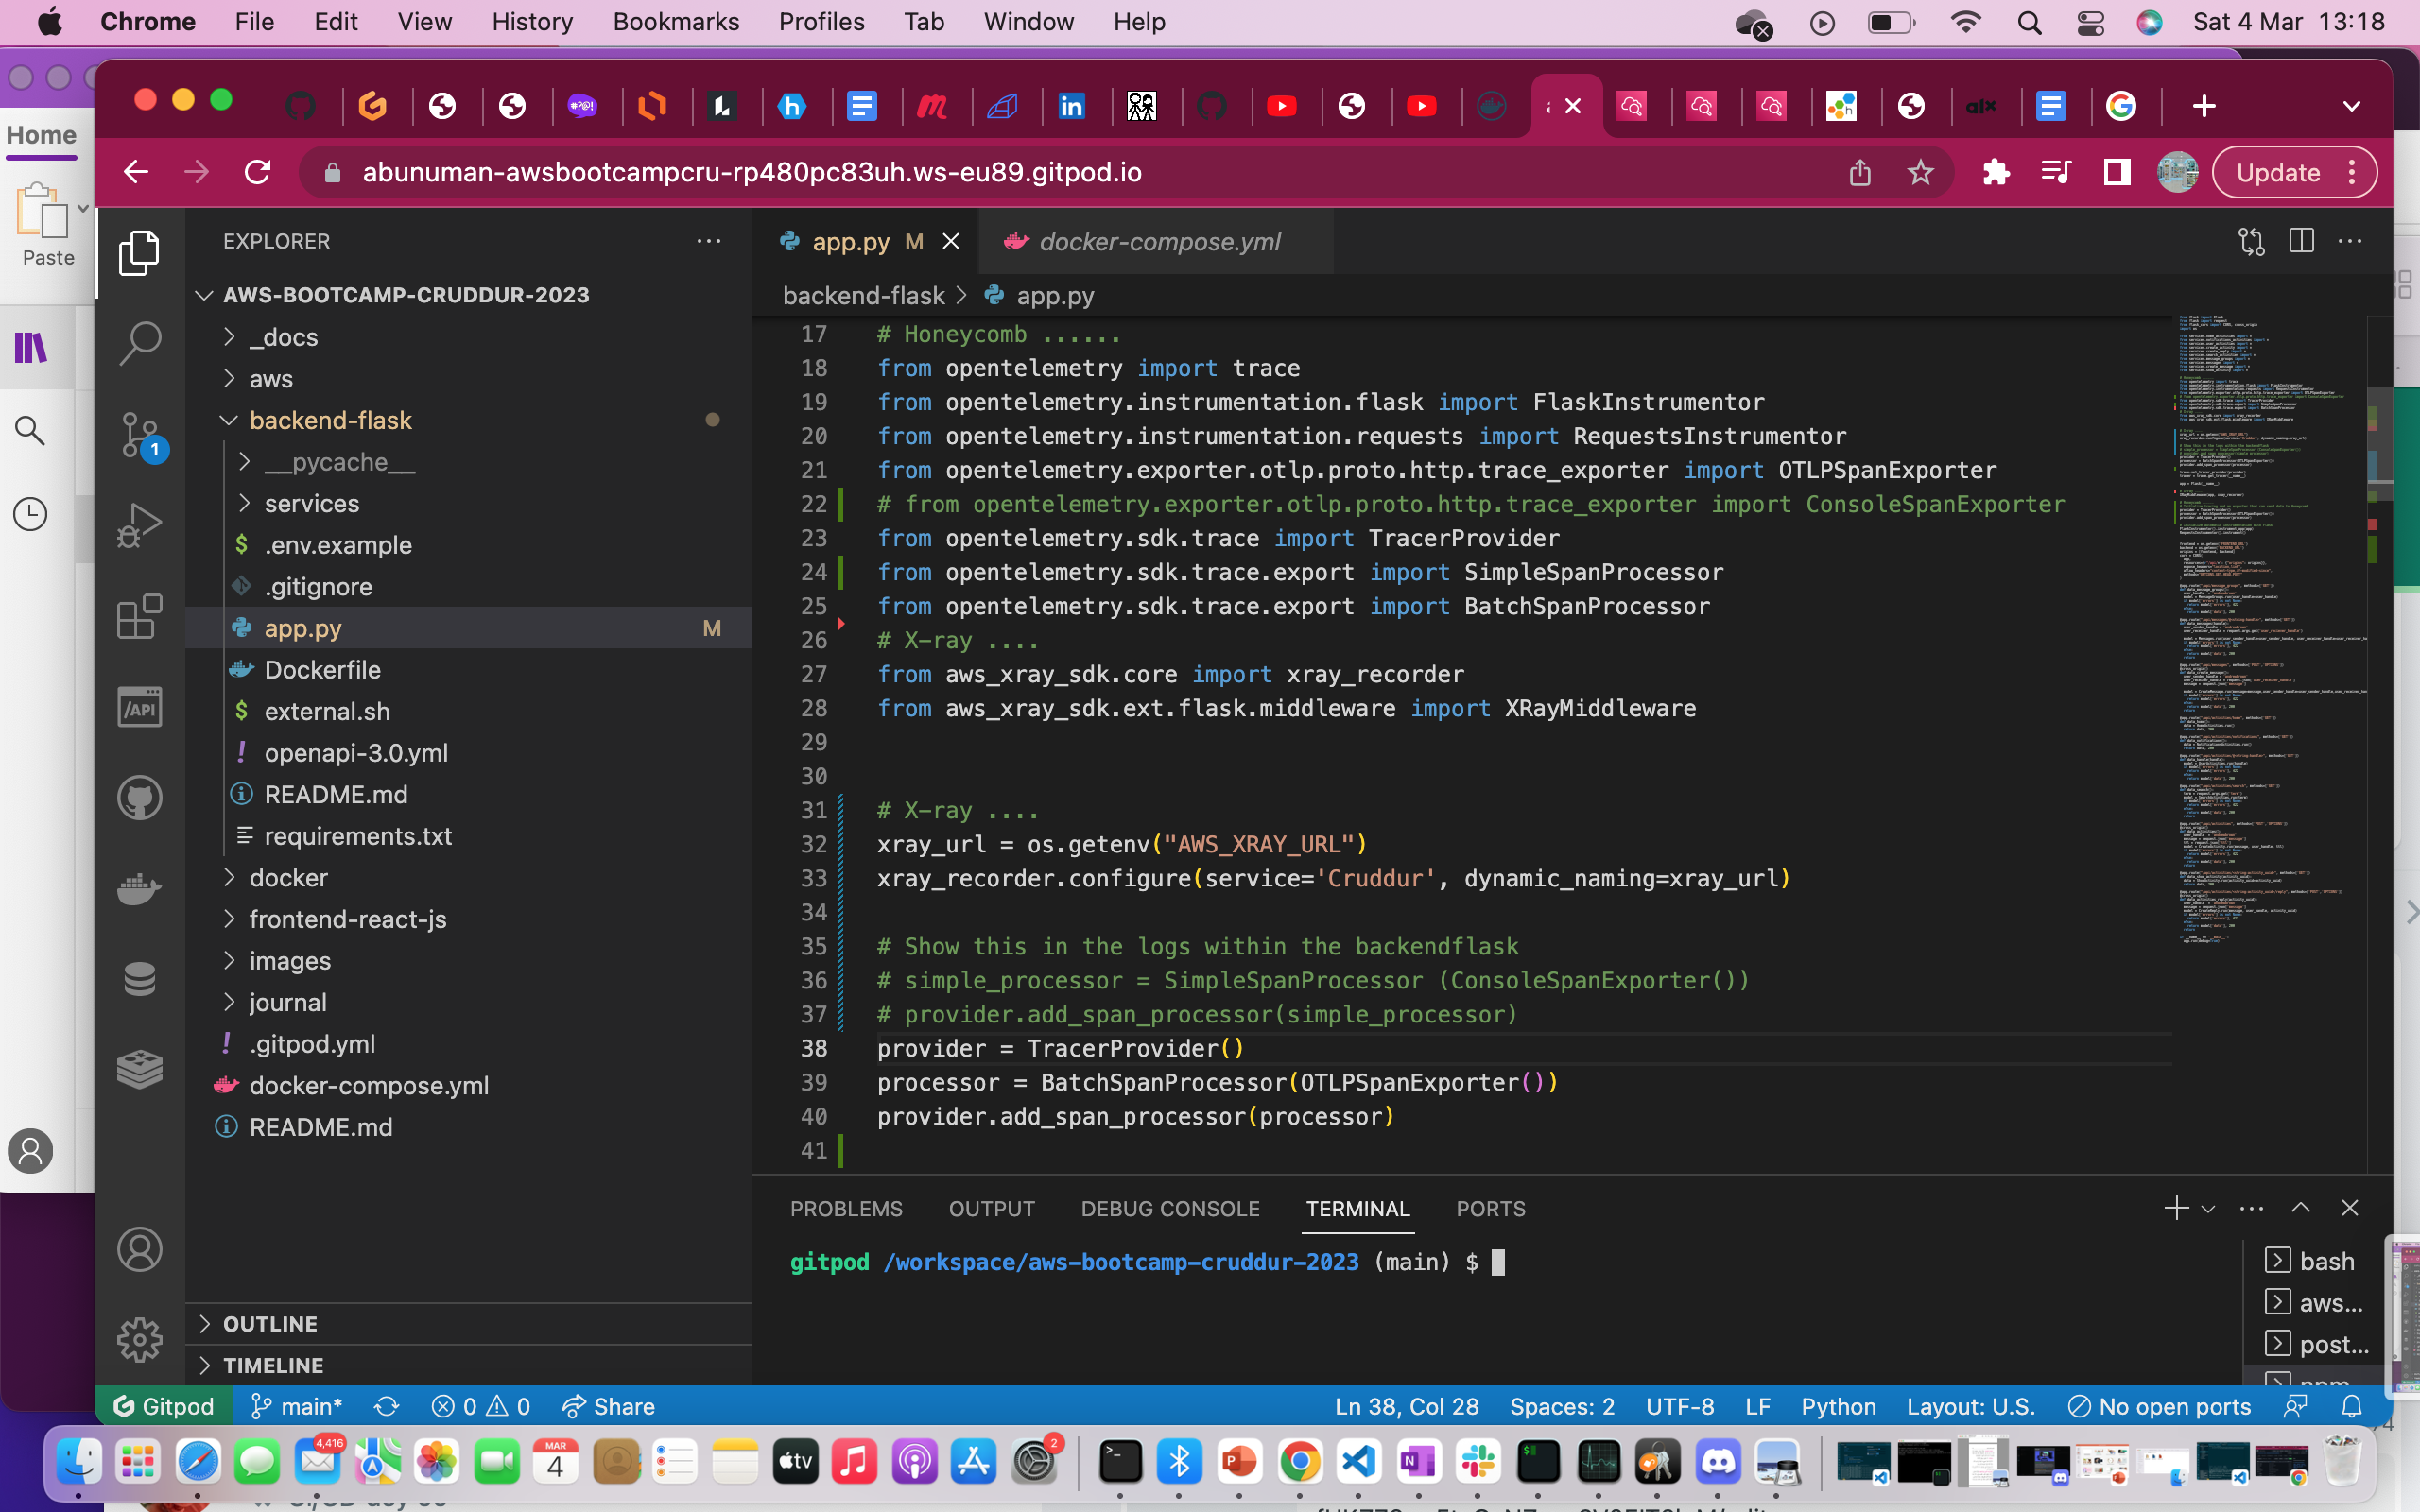 Chrome File Edit View History Bookmarks Profiles Tab Window Help Sat 4 Mar 13:18
Home
Paste
abunuman-awsbootcampcru-rp480pc83uh.ws-eu89.gitpod.io
Update
EXPLORER
AWS-BOOTCAMP-CRUDDUR-2023
_docs
aws
backend-flask
__pycache__
services
.env.example
.gitignore
app.py M
Dockerfile
external.sh
openapi-3.0.yml
README.md
requirements.txt
docker
frontend-react-js
images
journal
.gitpod.yml
docker-compose.yml
README.md
OUTLINE
TIMELINE
app.py M
docker-compose.yml
backend-flask > app.py
17 # Honeycomb ......
18 from opentelemetry import trace
19 from opentelemetry.instrumentation.flask import FlaskInstrumentor
20 from opentelemetry.instrumentation.requests import RequestsInstrumentor
21 from opentelemetry.exporter.otlp.proto.http.trace_exporter import OTLPSpanExporter
22 # from opentelemetry.exporter.otlp.proto.http.trace_exporter import ConsoleSpanExporter
23 from opentelemetry.sdk.trace import TracerProvider
24 from opentelemetry.sdk.trace.export import SimpleSpanProcessor
25 from opentelemetry.sdk.trace.export import BatchSpanProcessor
26 # X-ray ....
27 from aws_xray_sdk.core import xray_recorder
28 from aws_xray_sdk.ext.flask.middleware import XRayMiddleware
29
30
31 # X-ray ....
32 xray_url = os.getenv("AWS_XRAY_URL")
33 xray_recorder.configure(service='Cruddur', dynamic_naming=xray_url)
34
35 # Show this in the logs within the backendflask
36 # simple_processor = SimpleSpanProcessor (ConsoleSpanExporter())
37 # provider.add_span_processor(simple_processor)
38 provider = TracerProvider()
39 processor = BatchSpanProcessor(OTLPSpanExporter())
40 provider.add_span_processor(processor)
41
PROBLEMS OUTPUT DEBUG CONSOLE TERMINAL PORTS
gitpod /workspace/aws-bootcamp-cruddur-2023 (main) $
bash
aws...
post...
Gitpod main* 0 0 Share Ln 38, Col 28 Spaces: 2 UTF-8 LF Python Layout: U.S. No open ports
4,416
MAR
4
tv
2